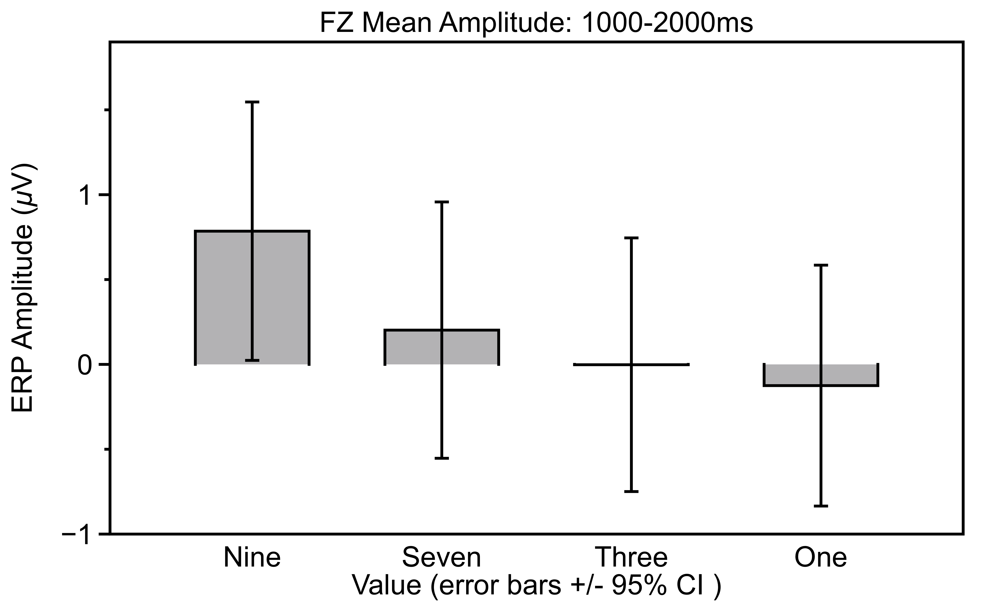 FZ Mean Amplitude: 1000-2000ms
ERP Amplitude (µV)
1
0
−1
Nine Seven Three One
Value (error bars +/- 95% CI )